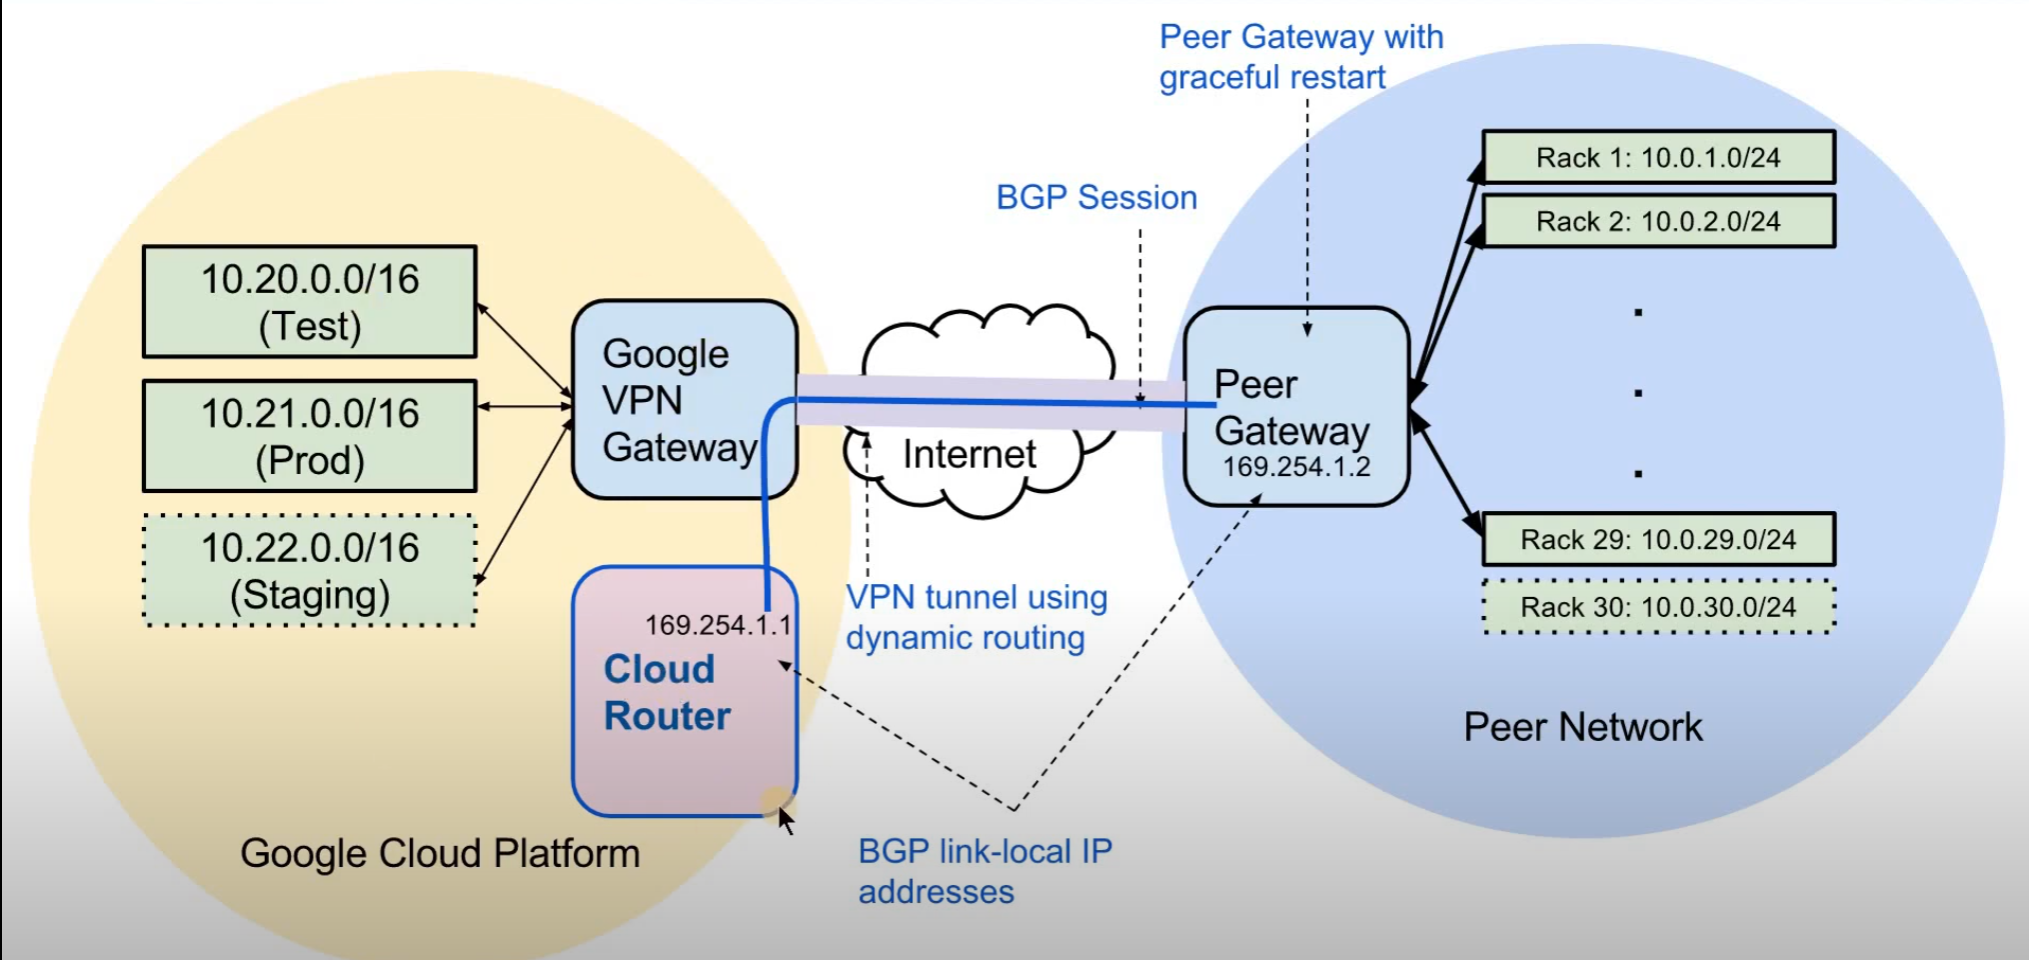 Peer Gateway with
graceful restart
BGP Session
Rack 1: 10.0.1.0/24
Rack 2: 10.0.2.0/24
10.20.0.0/16
(Test)
10.21.0.0/16
(Prod)
10.22.0.0/16
(Staging)
Google
VPN
Gateway
Internet
Peer
Gateway
169.254.1.2
Rack 29: 10.0.29.0/24
Rack 30: 10.0.30.0/24
VPN tunnel using
dynamic routing
169.254.1.1
Cloud
Router
Peer Network
Google Cloud Platform
BGP link-local IP
addresses